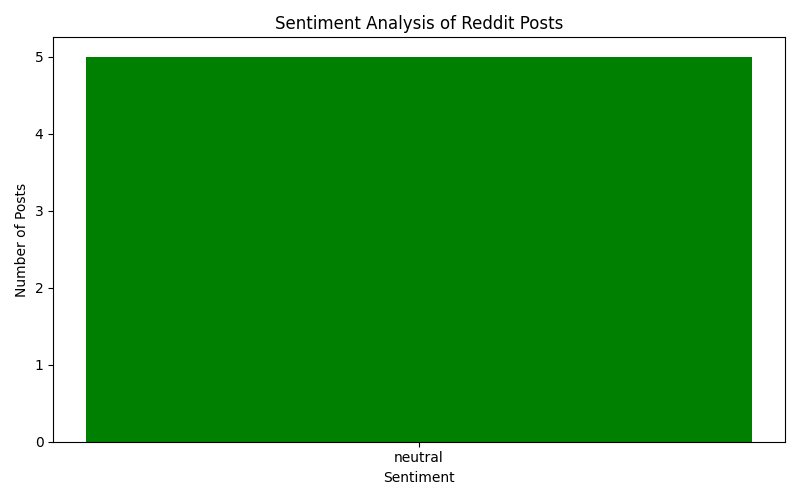 Sentiment Analysis of Reddit Posts
5
4
3
2
1
0
Number of Posts
neutral
Sentiment